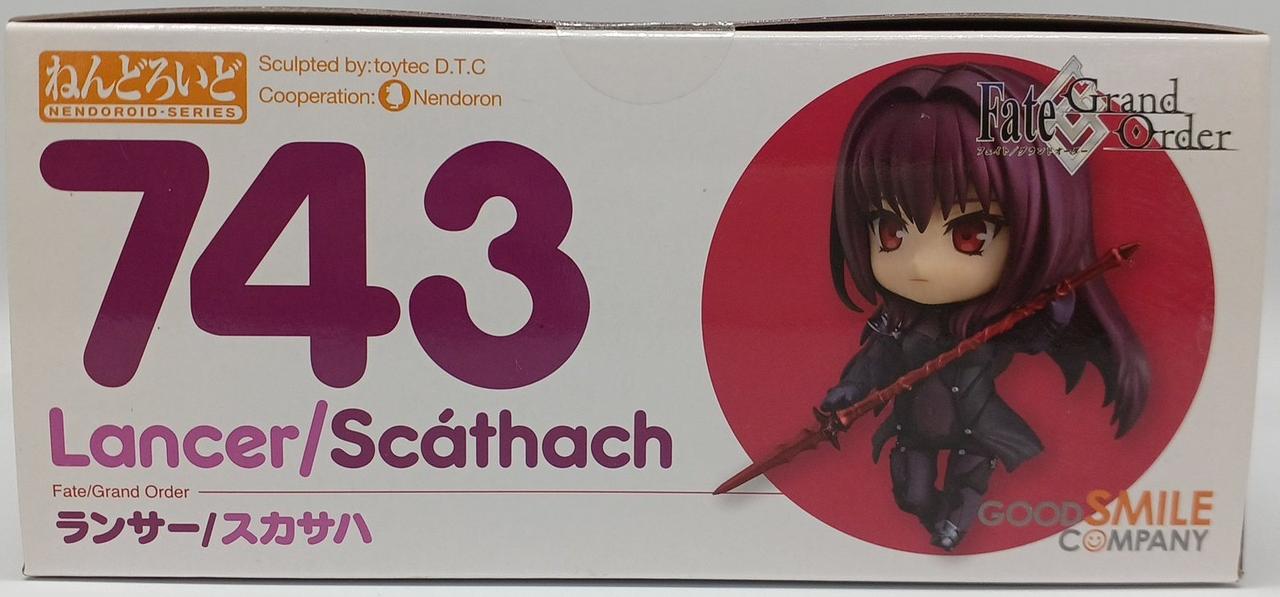 ねんどろいど
NENDOROID・SERIES
Sculpted by: toytec D.T.C
Cooperation: Nendoron
743
Lancer/Scáthach
Fate/Grand Order
ランサー/スカサハ
Fate Grand Order
フェイト/グランドオーダー
GOOD SMILE
COMPANY